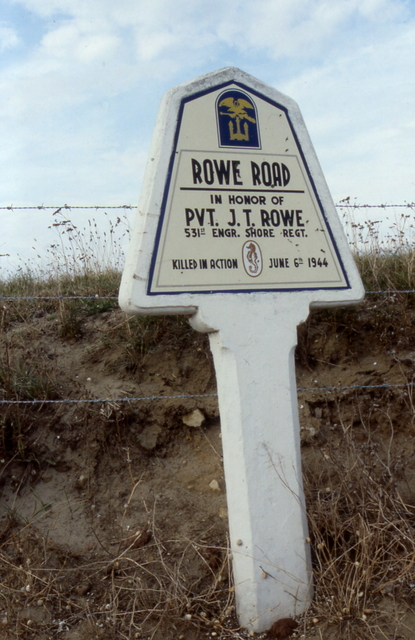 ROWE ROAD
IN HONOR OF
PVT. J. T. ROWE.
531ST ENGR. SHORE REGT.
KILLED IN ACTION JUNE 6th 1944